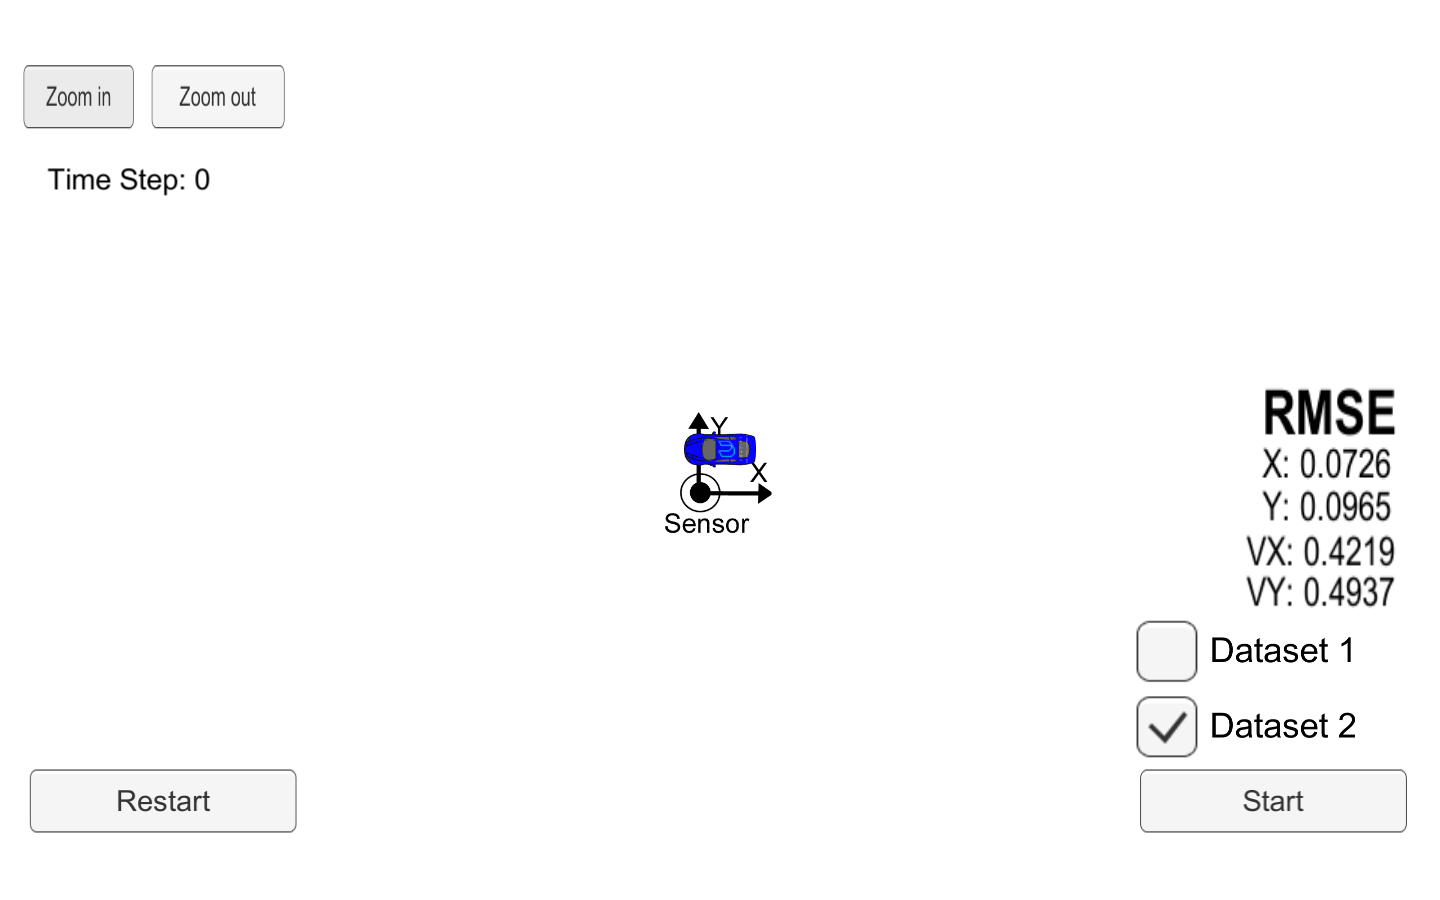 Zoom in
Zoom out
Time Step: 0
Y
X
Sensor
RMSE
X: 0.0726
Y: 0.0965
VX: 0.4219
VY: 0.4937
Dataset 1
Dataset 2
Restart
Start